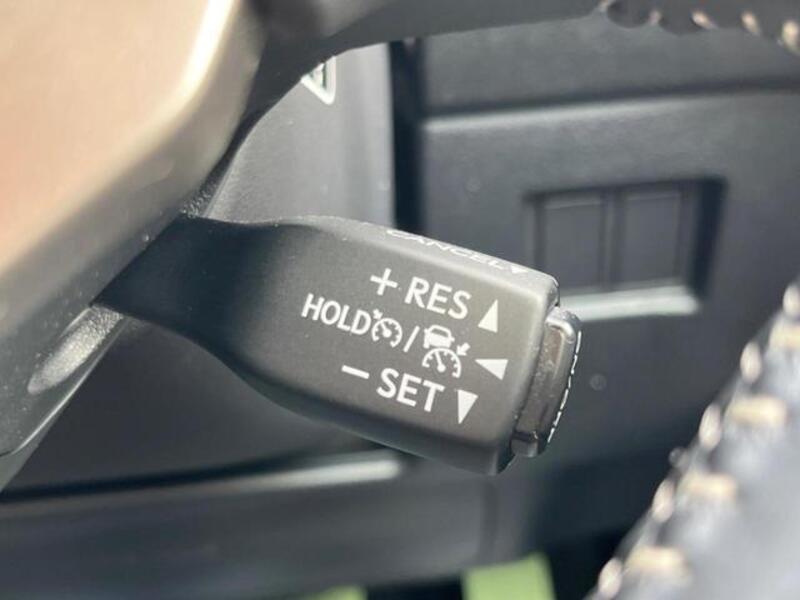 CANCEL
+ RES
HOLD /
- SET